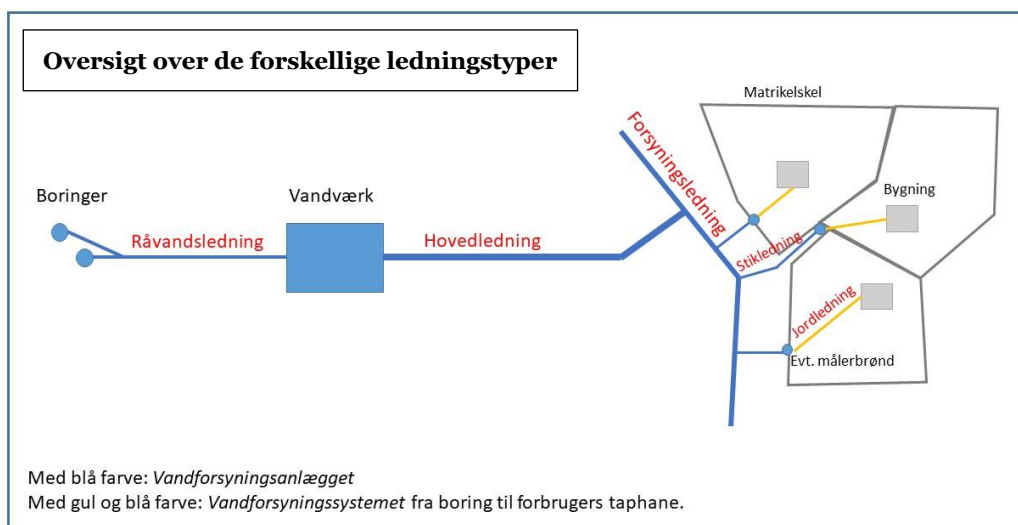 Oversigt over de forskellige ledningstyper
Matrikelskel
Forsyningsledning
Boringer
Vandværk
Bygning
Råvandsledning
Hovedledning
Stikledning
Jordledning
Evt. målerbrønd
Med blå farve: Vandforsyningsanlægget
Med gul og blå farve: Vandforsyningssystemet fra boring til forbrugers taphane.